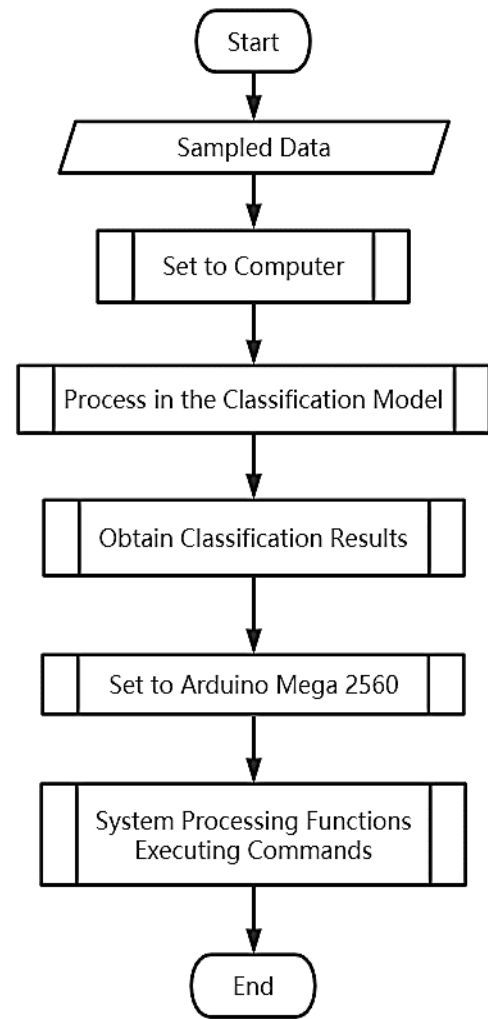 Start
Sampled Data
Set to Computer
Process in the Classification Model
Obtain Classification Results
Set to Arduino Mega 2560
System Processing Functions
Executing Commands
End